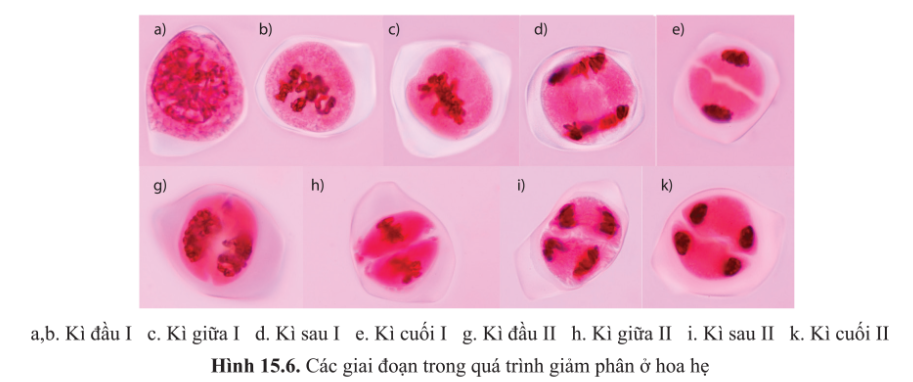 a) b) c) d) e)
g) h) i) k)
a,b. Kì đầu I c. Kì giữa I d. Kì sau I e. Kì cuối I g. Kì đầu II h. Kì giữa II i. Kì sau II k. Kì cuối II
Hình 15.6. Các giai đoạn trong quá trình giảm phân ở hoa hẹ